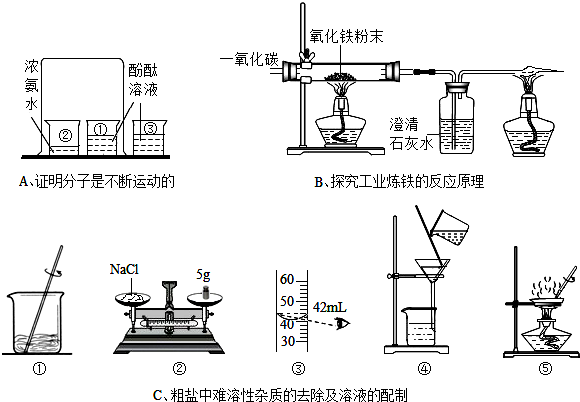 浓氨水
酚酞溶液
② ① ③
A、证明分子是不断运动的
一氧化碳
氧化铁粉末
澄清石灰水
B、探究工业炼铁的反应原理
NaCl
5g
60
50
40
30
42mL
① ② ③ ④ ⑤
C、粗盐中难溶性杂质的去除及溶液的配制